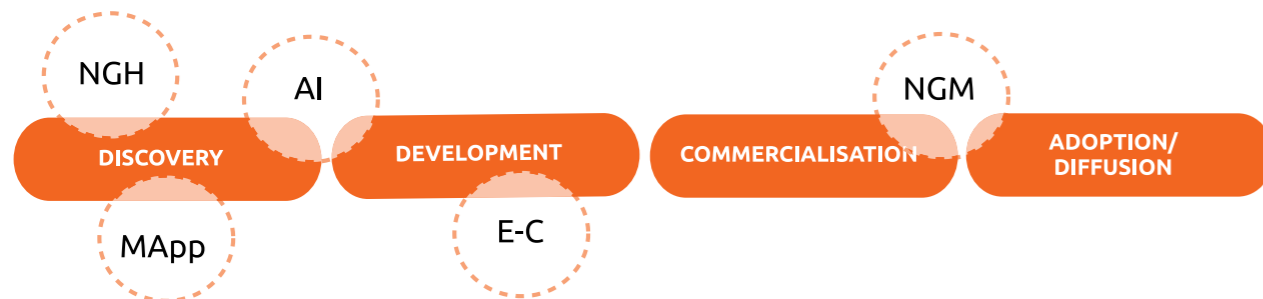 NGH
AI
NGM
DISCOVERY
DEVELOPMENT
COMMERCIALISATION
ADOPTION/
DIFFUSION
MApp
E-C